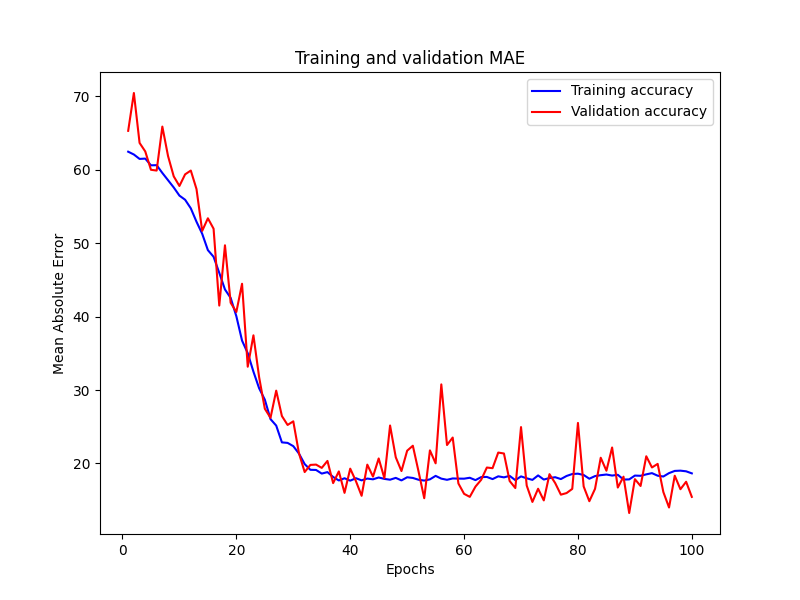 Training and validation MAE
Training accuracy
Validation accuracy
Mean Absolute Error
70
60
50
40
30
20
0 20 40 60 80 100
Epochs